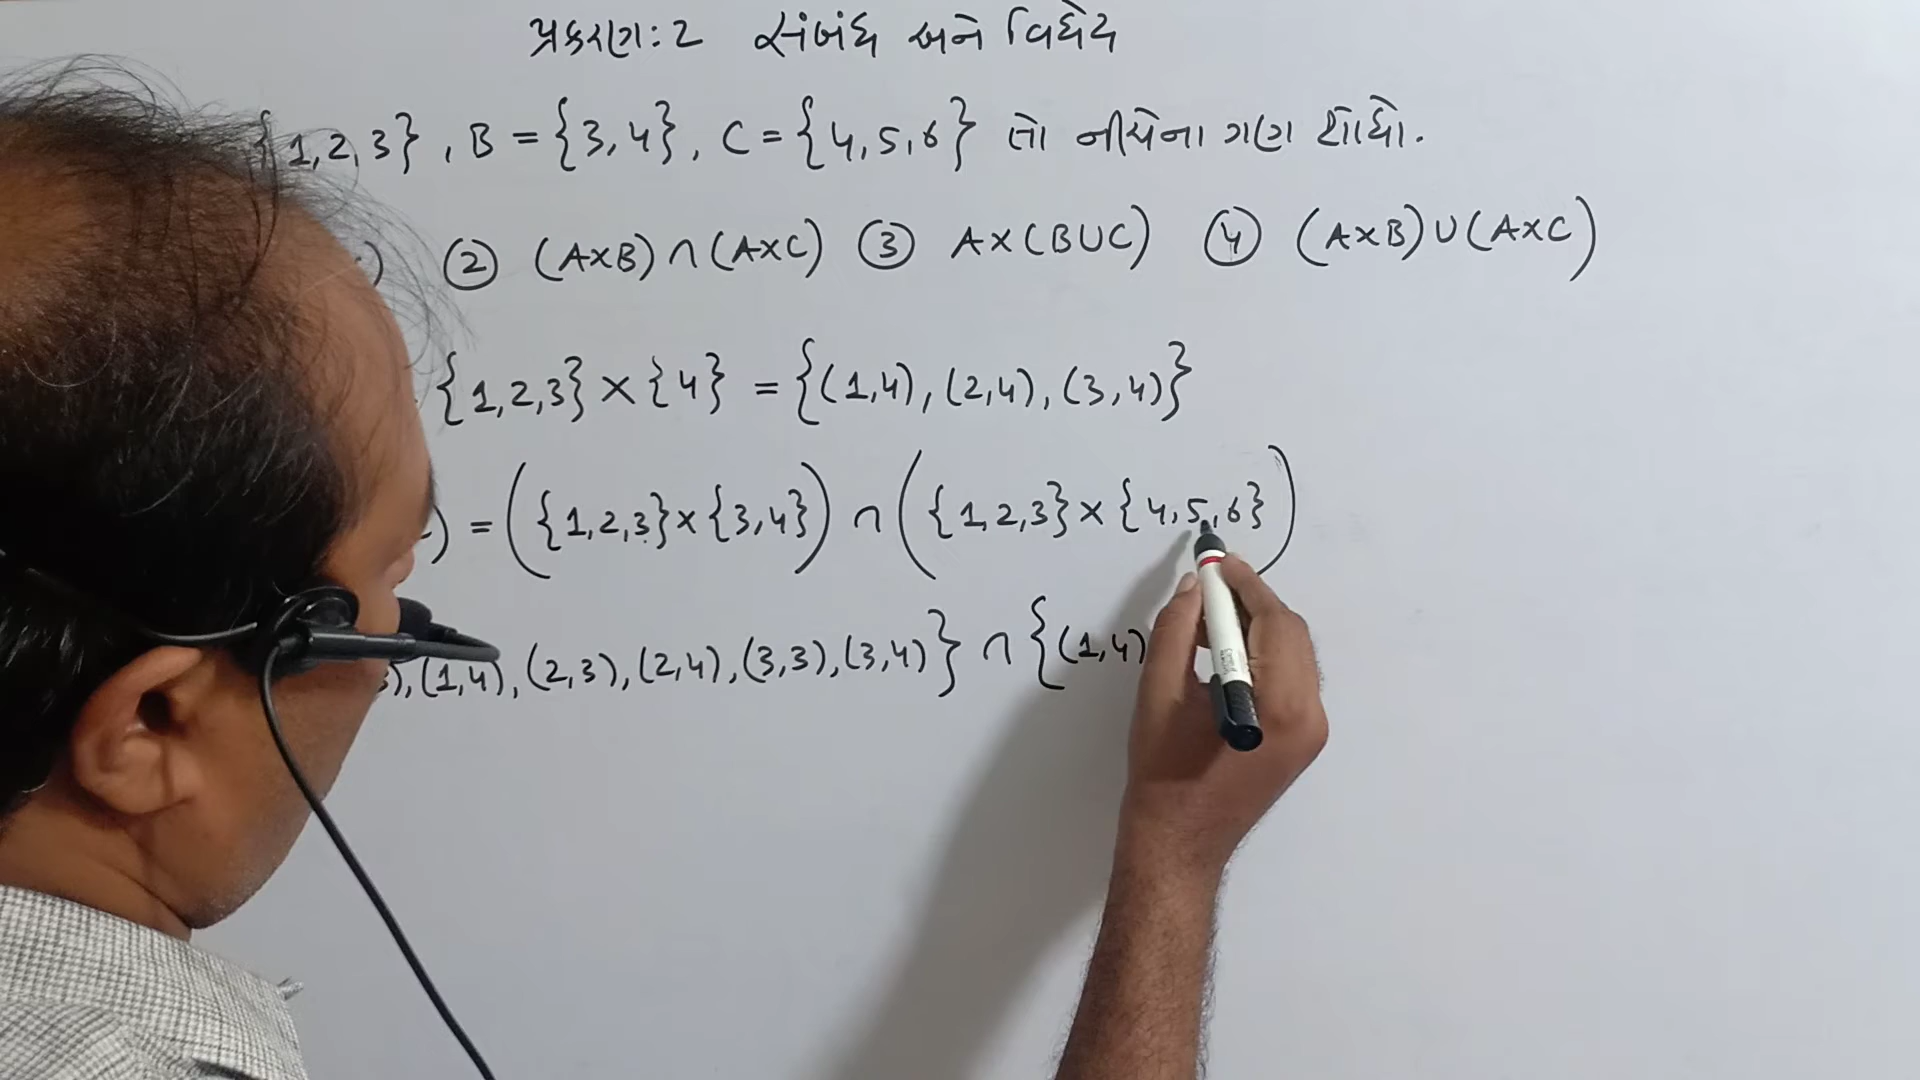 પ્રકરણ: 2 સંબંધ અને વિધેય
{1,2,3}, B = {3,4}, C = {4,5,6} તો નીચેના ગણ શોધો.
) ② (A×B)∩(A×C) ③ A×(B∪C) ④ (A×B)∪(A×C)
{1,2,3} × {4} = {(1,4), (2,4), (3,4)}
) = ({1,2,3}×{3,4}) ∩ ({1,2,3}×{4,5,6})
), (1,4), (2,3), (2,4), (3,3), (3,4)} ∩ {(1,4)